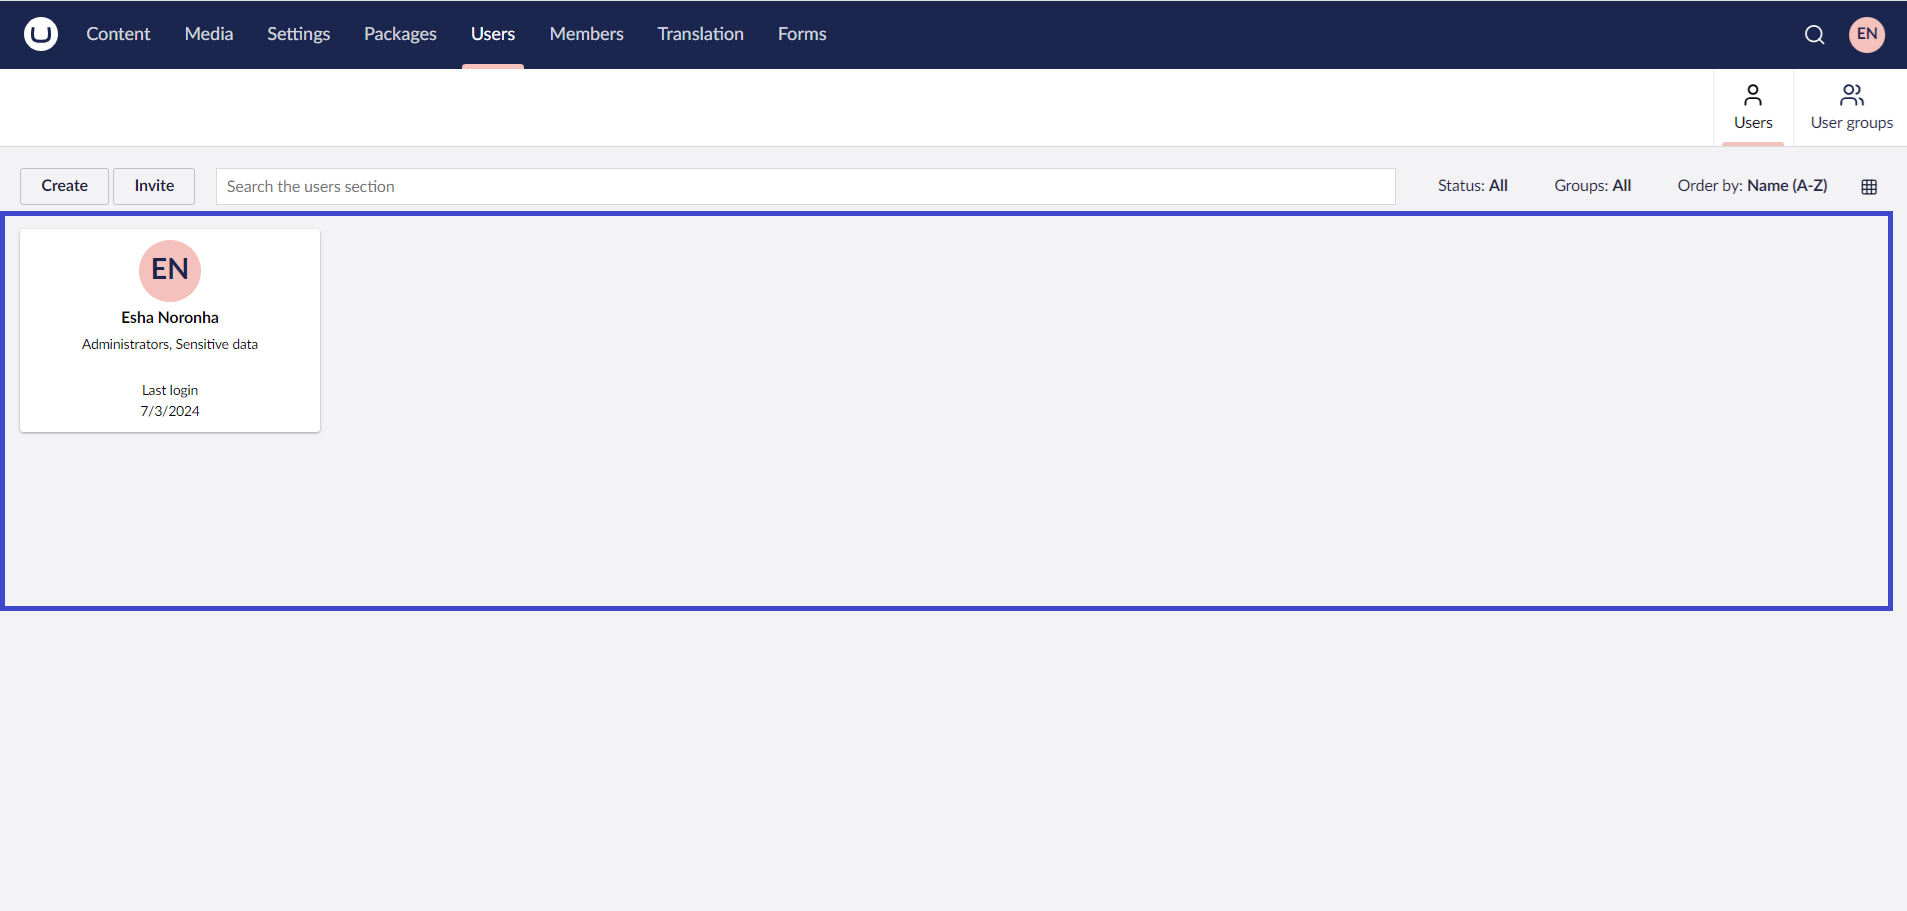 Content Media Settings Packages Users Members Translation Forms EN
Users User groups
Create Invite Search the users section Status: All Groups: All Order by: Name (A-Z)
EN
Esha Noronha
Administrators, Sensitive data
Last login
7/3/2024